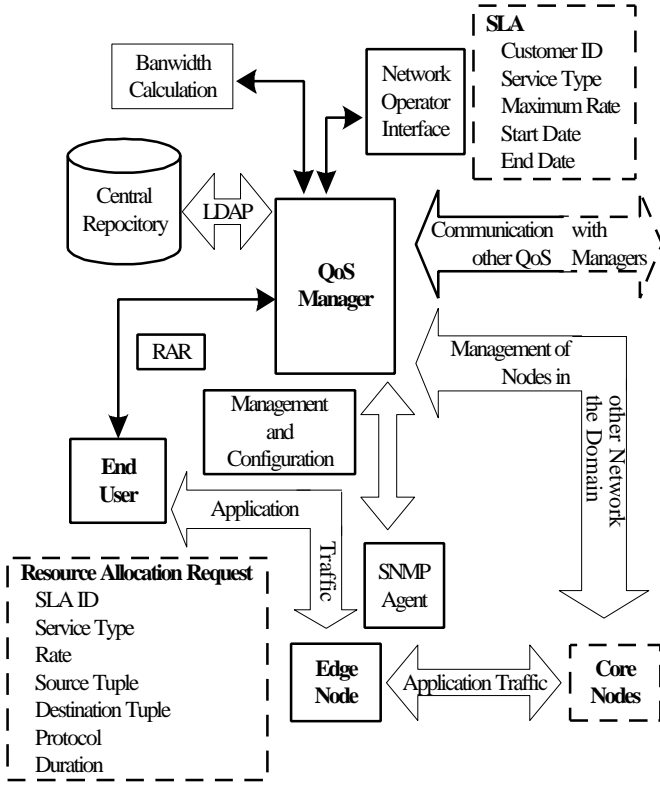 SLA
Customer ID
Service Type
Maximum Rate
Start Date
End Date
Banwidth
Calculation
Network
Operator
Interface
Central
Repocitory
LDAP
QoS
Manager
Communication with
other QoS Managers
RAR
Management of
Nodes in
other Network
the Domain
Management
and
Configuration
End
User
Application
Traffic
SNMP
Agent
Resource Allocation Request
SLA ID
Service Type
Rate
Source Tuple
Destination Tuple
Protocol
Duration
Edge
Node
Application Traffic
Core
Nodes